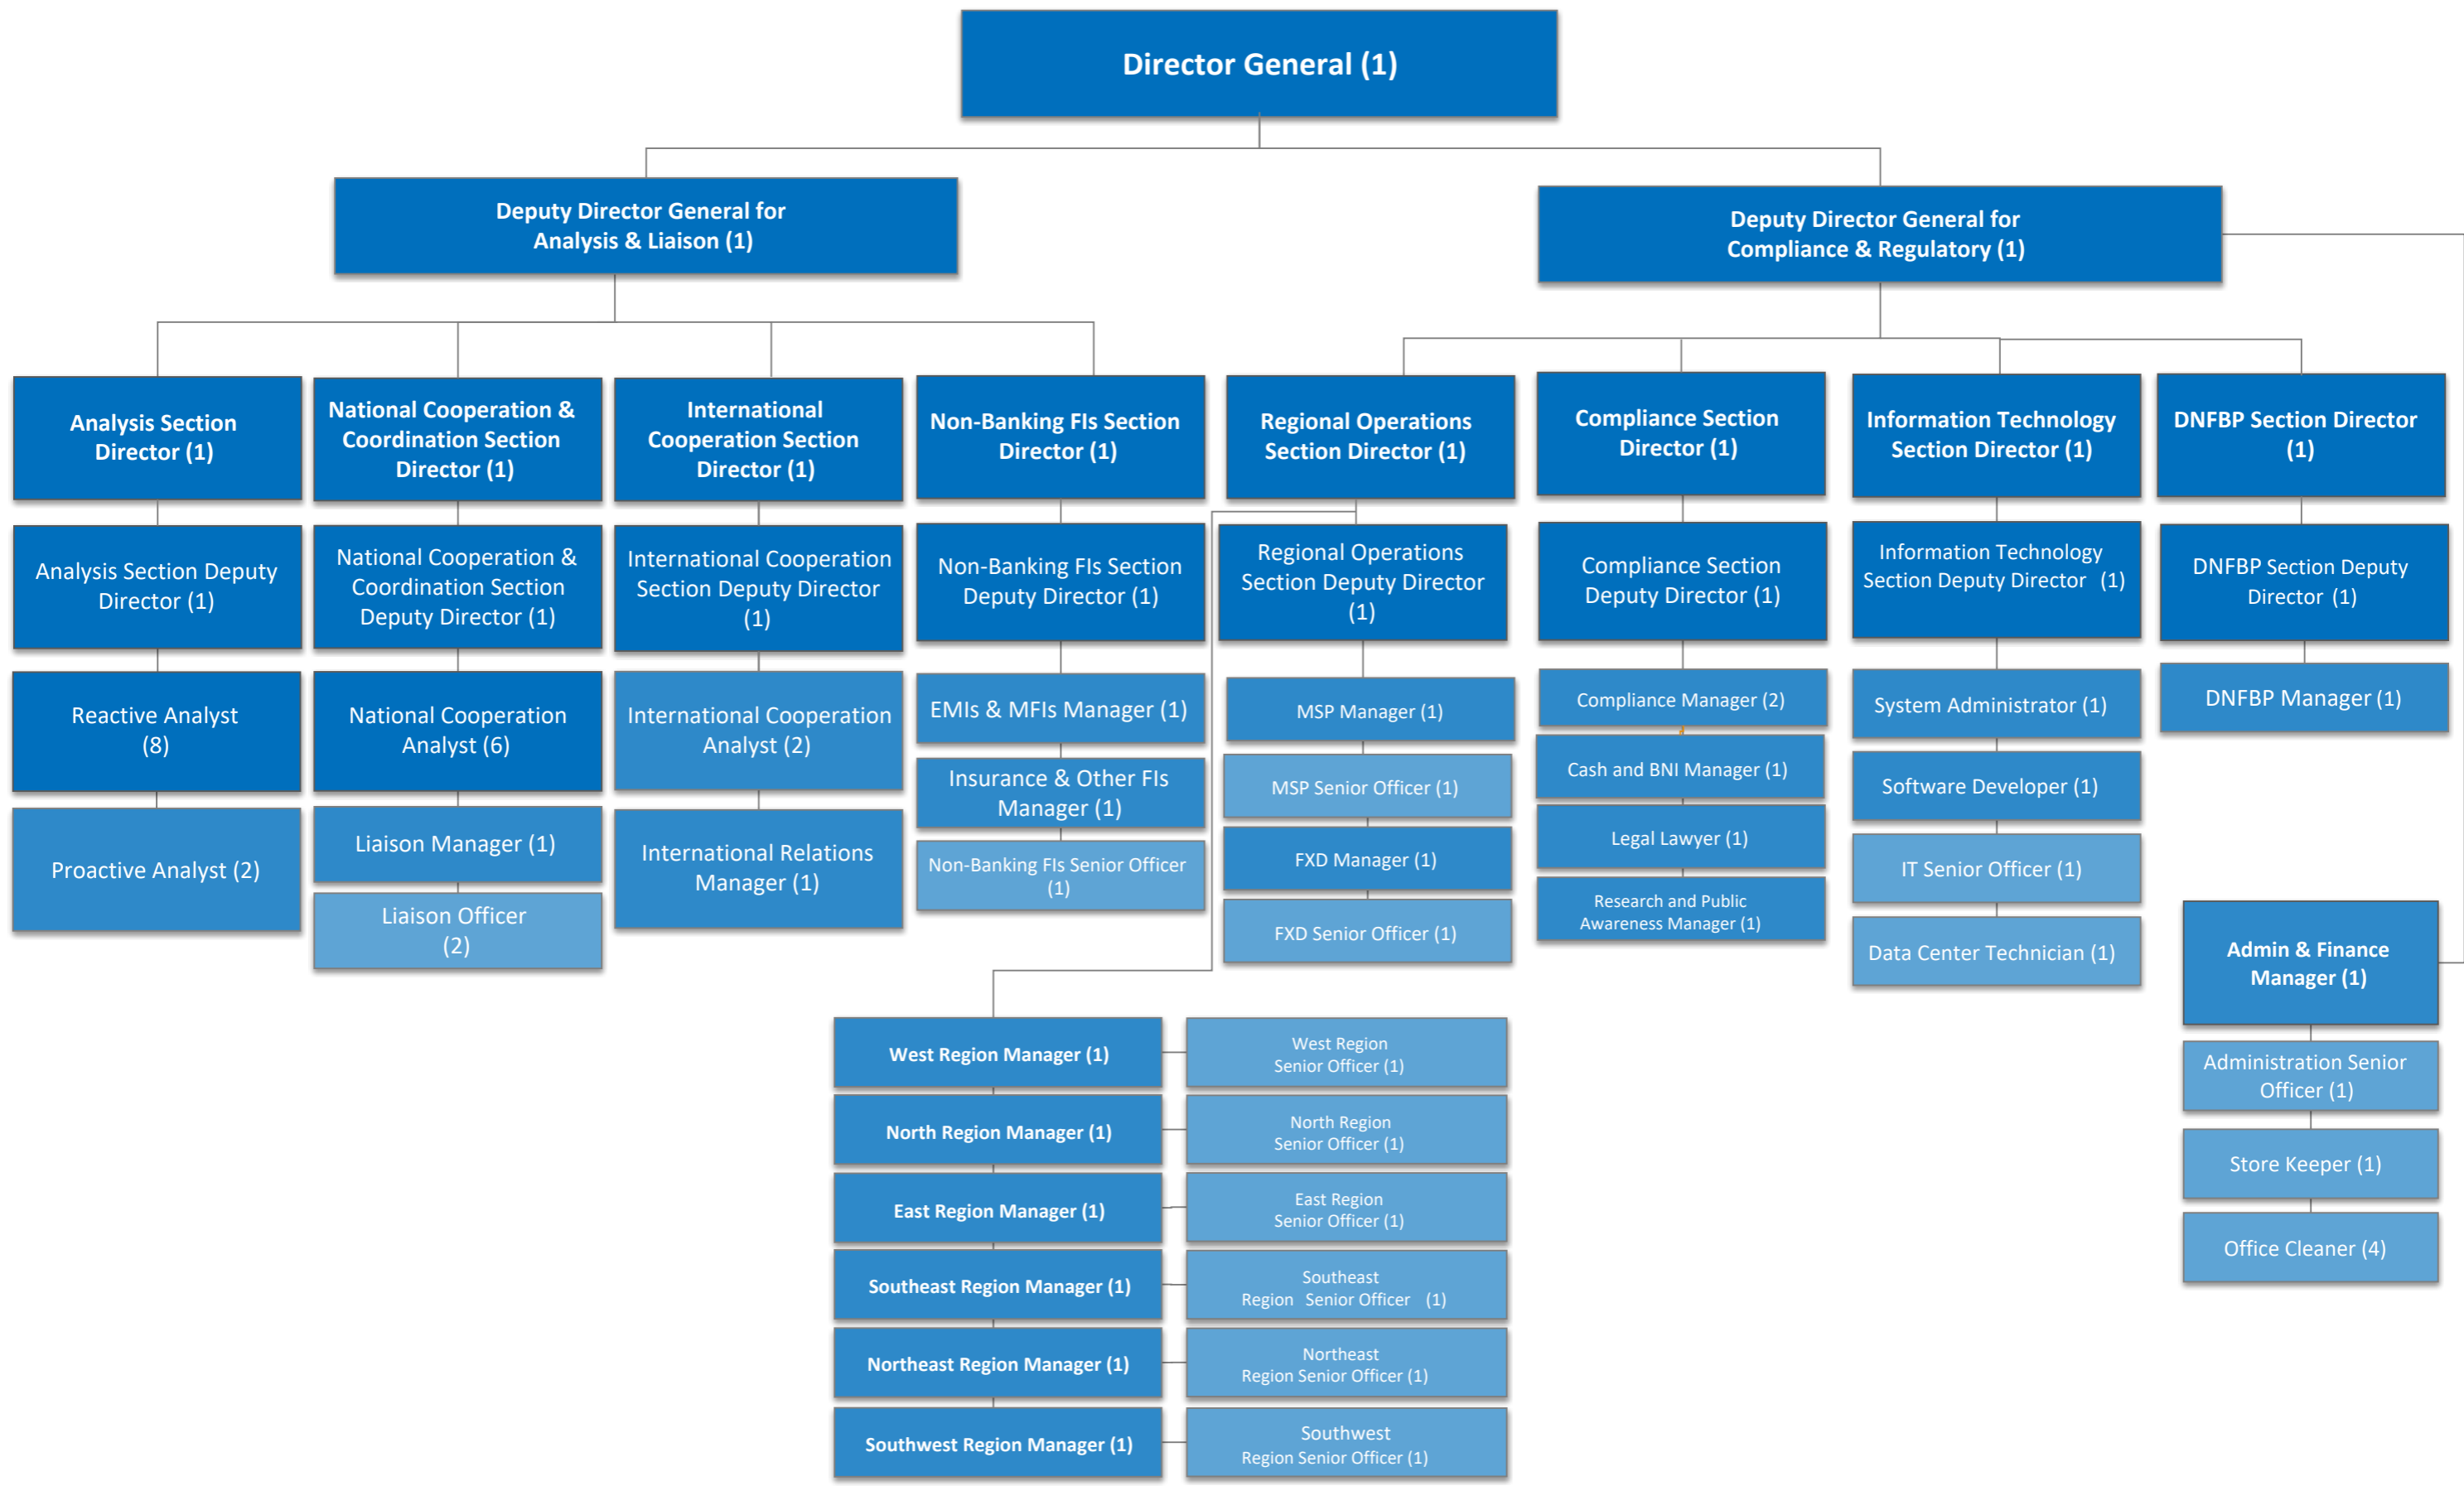 Director General (1)
Deputy Director General for
Analysis & Liaison (1)
Deputy Director General for
Compliance & Regulatory (1)
Analysis Section
Director (1)
National Cooperation &
Coordination Section
Director (1)
International
Cooperation Section
Director (1)
Non-Banking FIs Section
Director (1)
Regional Operations
Section Director (1)
Compliance Section
Director (1)
Information Technology
Section Director (1)
DNFBP Section Director
(1)
Analysis Section Deputy
Director (1)
National Cooperation &
Coordination Section
Deputy Director (1)
International Cooperation
Section Deputy Director
(1)
Non-Banking FIs Section
Deputy Director (1)
Regional Operations
Section Deputy Director
(1)
Compliance Section
Deputy Director (1)
Information Technology
Section Deputy Director (1)
DNFBP Section Deputy
Director (1)
Reactive Analyst
(8)
National Cooperation
Analyst (6)
International Cooperation
Analyst (2)
EMIs & MFIs Manager (1)
MSP Manager (1)
Compliance Manager (2)
System Administrator (1)
DNFBP Manager (1)
Insurance & Other FIs
Manager (1)
MSP Senior Officer (1)
Cash and BNI Manager (1)
Software Developer (1)
Proactive Analyst (2)
Liaison Manager (1)
International Relations
Manager (1)
Non-Banking FIs Senior Officer
(1)
FXD Manager (1)
Legal Lawyer (1)
IT Senior Officer (1)
Liaison Officer
(2)
FXD Senior Officer (1)
Research and Public
Awareness Manager (1)
Data Center Technician (1)
Admin & Finance
Manager (1)
West Region Manager (1)
West Region
Senior Officer (1)
Administration Senior
Officer (1)
North Region Manager (1)
North Region
Senior Officer (1)
Store Keeper (1)
East Region Manager (1)
East Region
Senior Officer (1)
Office Cleaner (4)
Southeast Region Manager (1)
Southeast
Region Senior Officer (1)
Northeast Region Manager (1)
Northeast
Region Senior Officer (1)
Southwest Region Manager (1)
Southwest
Region Senior Officer (1)